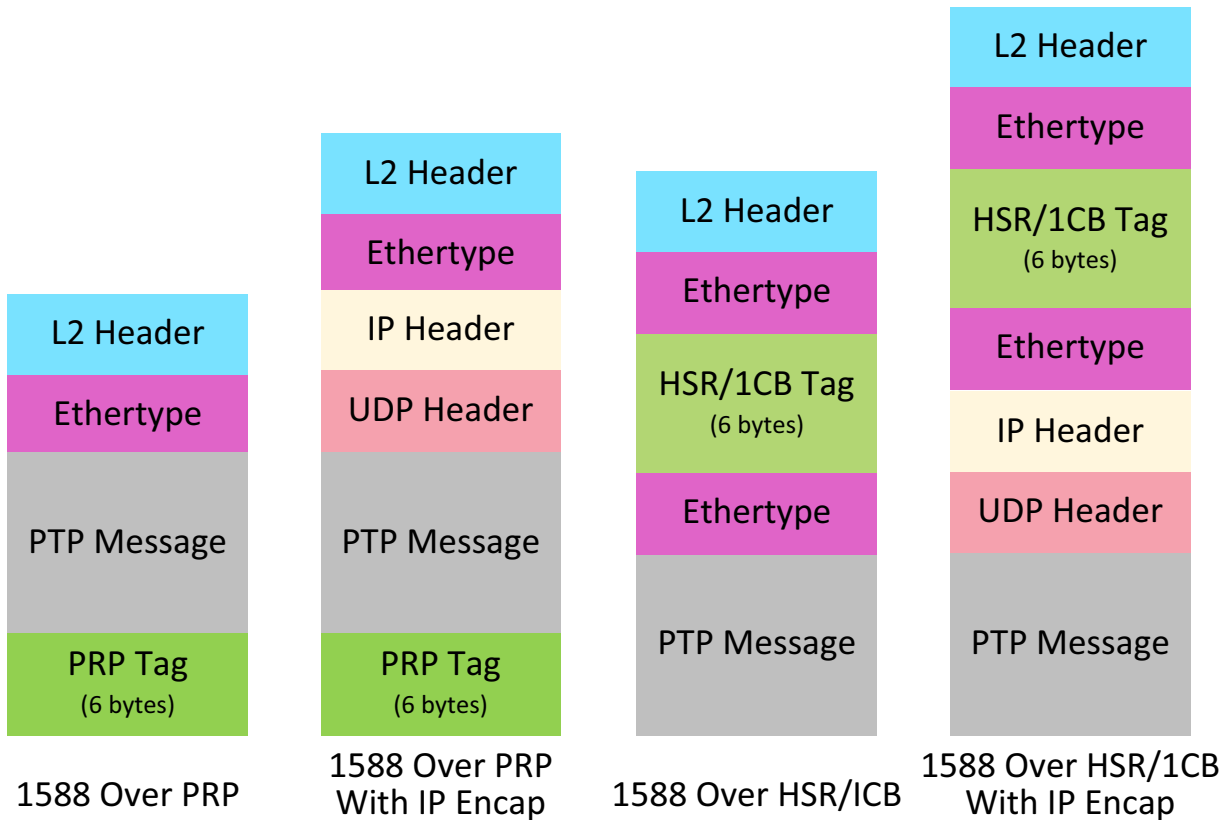 L2 Header
Ethertype
PTP Message
PRP Tag
(6 bytes)
1588 Over PRP
L2 Header
Ethertype
IP Header
UDP Header
PTP Message
PRP Tag
(6 bytes)
1588 Over PRP
With IP Encap
L2 Header
Ethertype
HSR/1CB Tag
(6 bytes)
Ethertype
PTP Message
1588 Over HSR/ICB
L2 Header
Ethertype
HSR/1CB Tag
(6 bytes)
Ethertype
IP Header
UDP Header
PTP Message
1588 Over HSR/1CB
With IP Encap